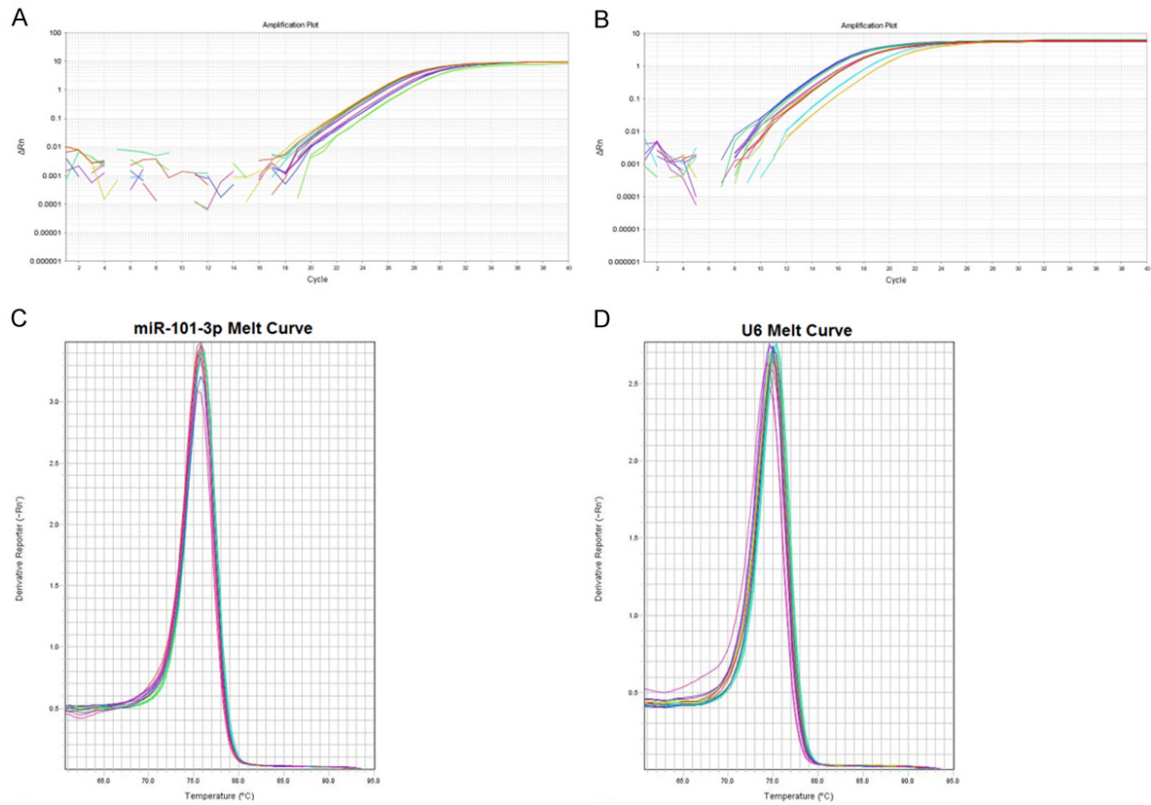 A
Amplification Plot
100
10
1
0.1
0.01
0.001
0.0001
0.00001
0.000001
ΔRn
2 4 6 8 10 12 14 16 18 20 22 24 26 28 30 32 34 36 38 40
Cycle
B
Amplification Plot
10
1
0.1
0.01
0.001
0.0001
0.00001
0.000001
ΔRn
2 4 6 8 10 12 14 16 18 20 22 24 26 28 30 32 34 36 38 40
Cycle
C
miR-101-3p Melt Curve
3.0
2.5
2.0
1.5
1.0
0.5
Derivative Reporter (-Rn')
65.0 70.0 75.0 80.0 85.0 90.0 95.0
Temperature (°C)
D
U6 Melt Curve
2.5
2.0
1.5
1.0
0.5
Derivative Reporter (-Rn')
65.0 70.0 75.0 80.0 85.0 90.0 95.0
Temperature (°C)